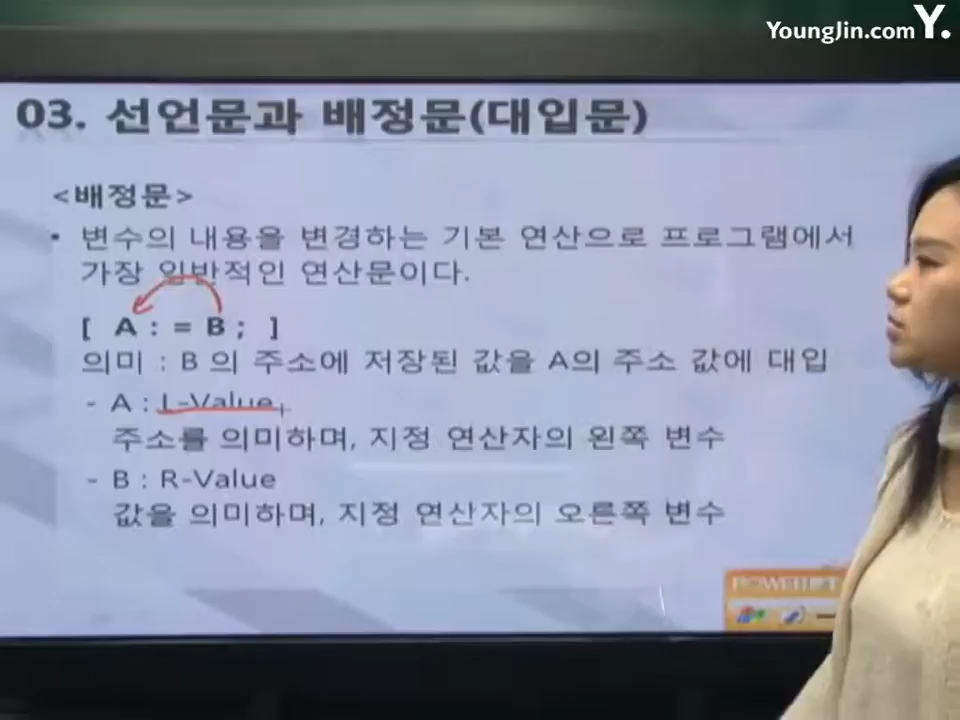 YoungJin.com Y.
03. 선언문과 배정문(대입문)
<배정문>
• 변수의 내용을 변경하는 기본 연산으로 프로그램에서
가장 일반적인 연산문이다.
[ A : = B ; ]
의미 : B 의 주소에 저장된 값을 A의 주소 값에 대입
- A : L-Value
주소를 의미하며, 지정 연산자의 왼쪽 변수
- B : R-Value
값을 의미하며, 지정 연산자의 오른쪽 변수